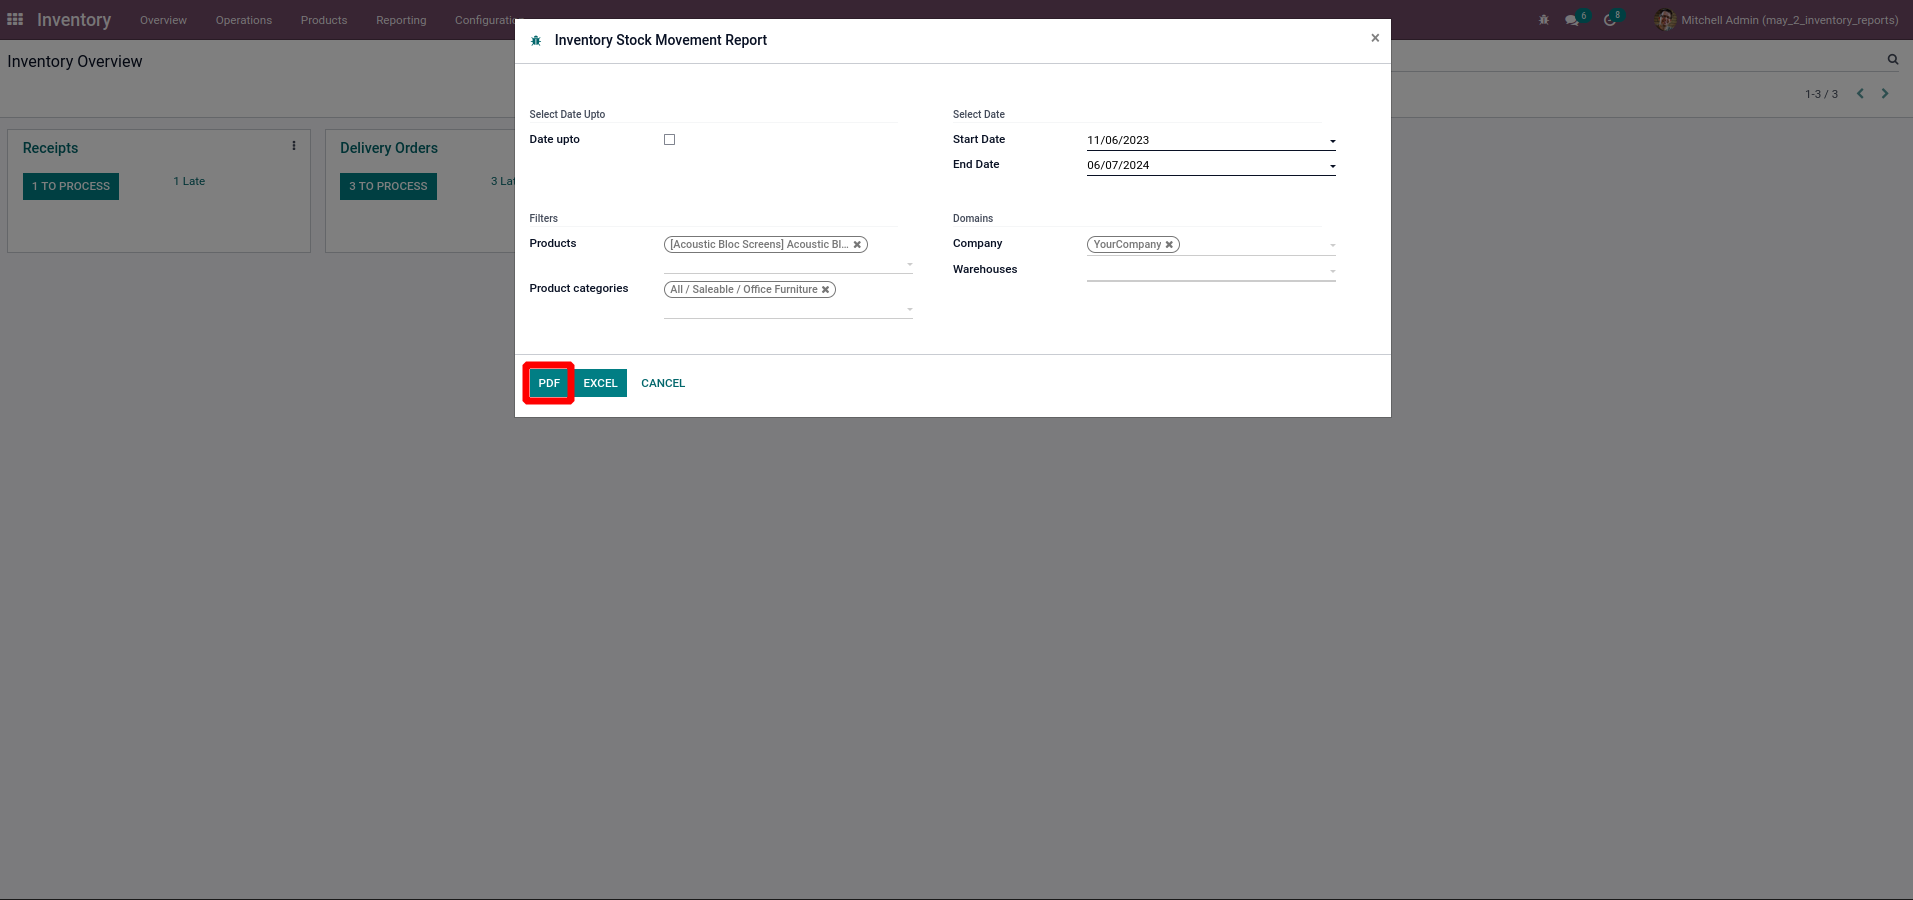 Inventory Overview Operations Products Reporting Configuratio 6 8 Mitchell Admin (may_2_inventory_reports)
Inventory Overview
1-3 / 3
Receipts
1 TO PROCESS 1 Late
Delivery Orders
3 TO PROCESS 3 Lat
Inventory Stock Movement Report ×
Select Date Upto
Date upto
Select Date
Start Date 11/06/2023
End Date 06/07/2024
Filters
Products [Acoustic Bloc Screens] Acoustic Bl...
Product categories All / Saleable / Office Furniture
Domains
Company YourCompany
Warehouses
PDF EXCEL CANCEL